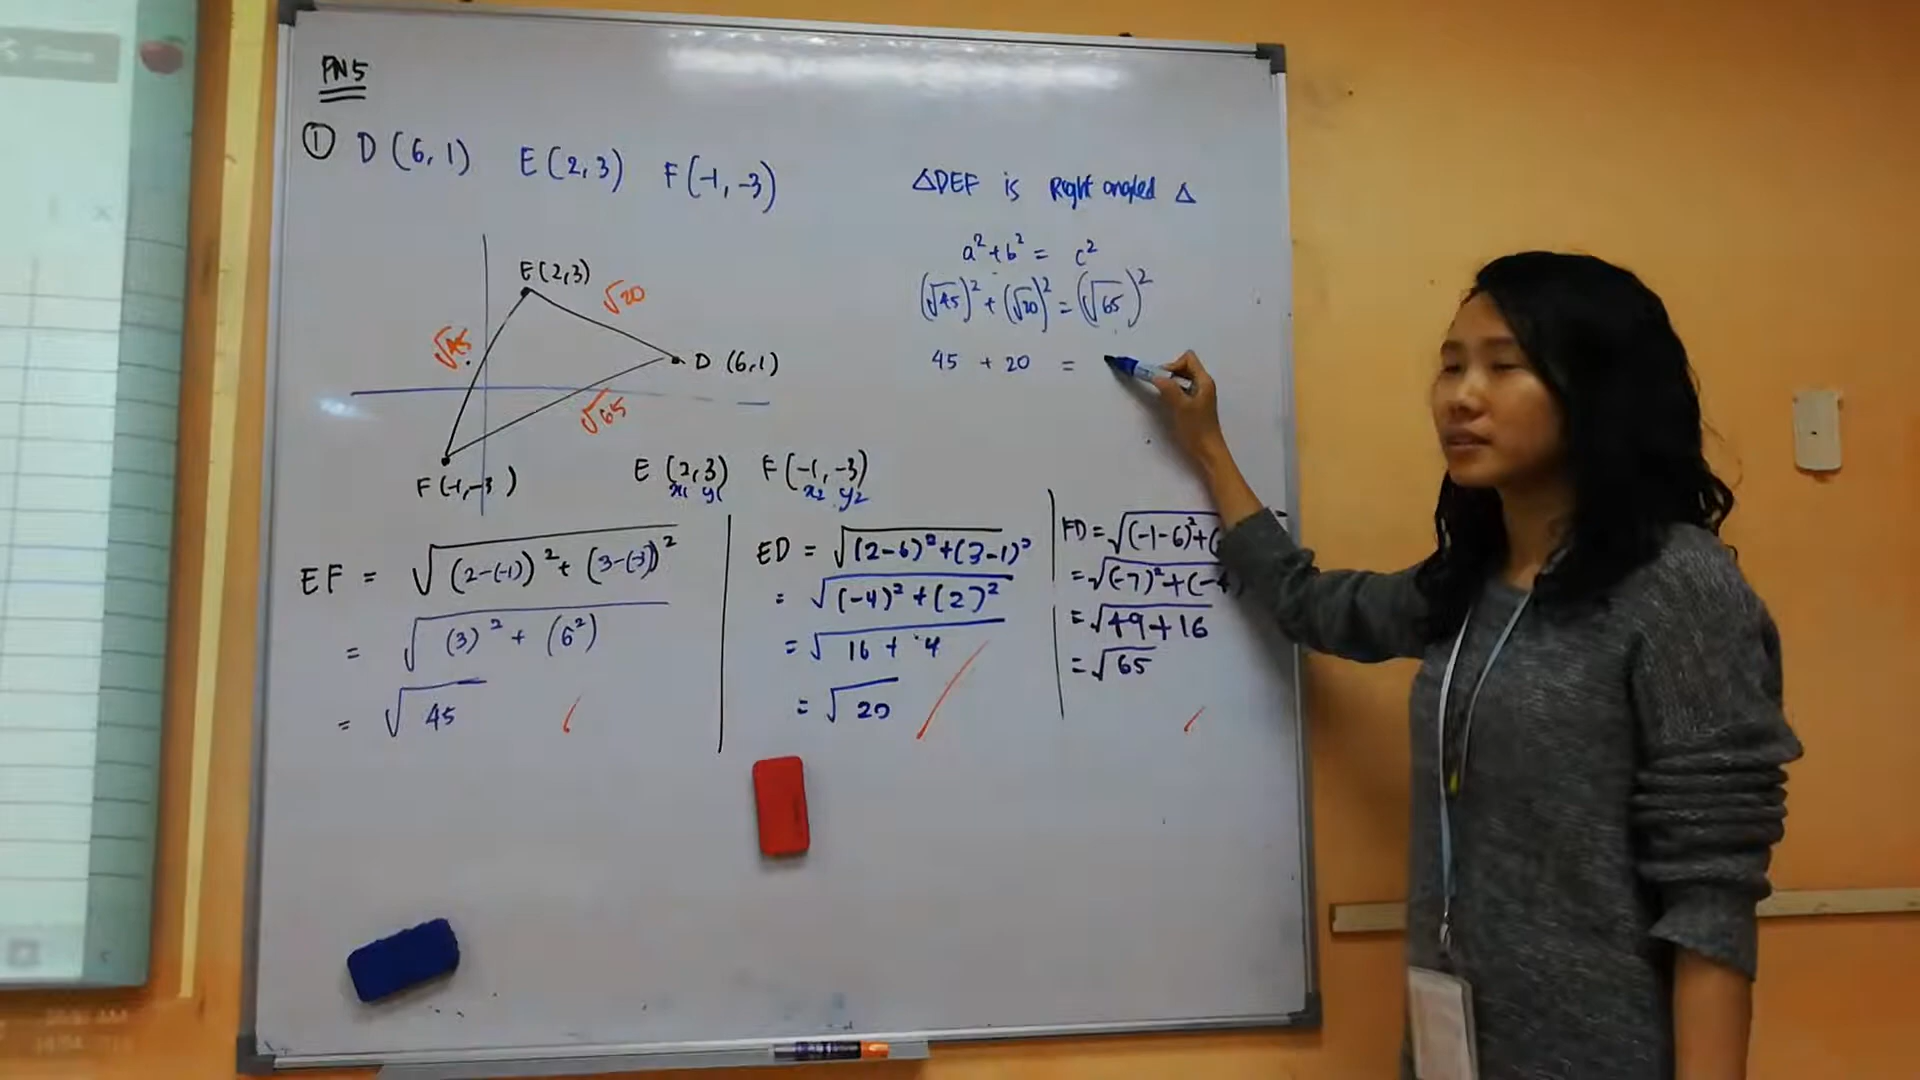 PN5
① D (6, 1) E (2, 3) F (-1, -3)
△DEF is Right angled △
a² + b² = c²
(√45)² + (√20)² = (√65)²
45 + 20 =
E (2,3)
√20
√45
D (6,1)
√65
F (-1, -3)
E (2, 3) F (-1, -3)
x₁ y₁ x₂ y₂
EF = √(2-(-1))² + (3-(-3))²
= √(3)² + (6²)
= √45
ED = √(2-6)² + (3-1)²
= √(-4)² + (2)²
= √16 + 4
= √20
FD = √(-1-6)² + (
= √(-7)² + (-4
= √49 + 16
= √65